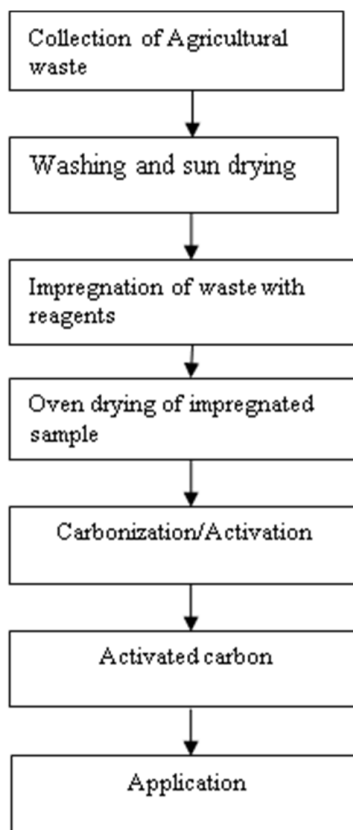 Collection of Agricultural
waste
Washing and sun drying
Impregnation of waste with
reagents
Oven drying of impregnated
sample
Carbonization/Activation
Activated carbon
Application